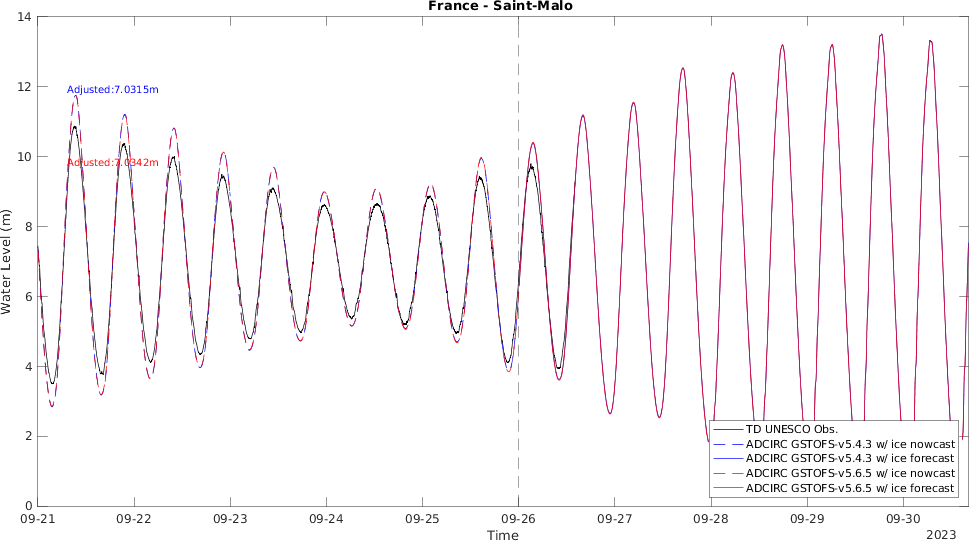 France - Saint-Malo
Water Level (m)
14
12
10
8
6
4
2
0
Adjusted:7.0315m
Adjusted:7.0342m
TD UNESCO Obs.
ADCIRC GSTOFS-v5.4.3 w/ ice nowcast
ADCIRC GSTOFS-v5.4.3 w/ ice forecast
ADCIRC GSTOFS-v5.6.5 w/ ice nowcast
ADCIRC GSTOFS-v5.6.5 w/ ice forecast
09-21 09-22 09-23 09-24 09-25 09-26 09-27 09-28 09-29 09-30
Time
2023